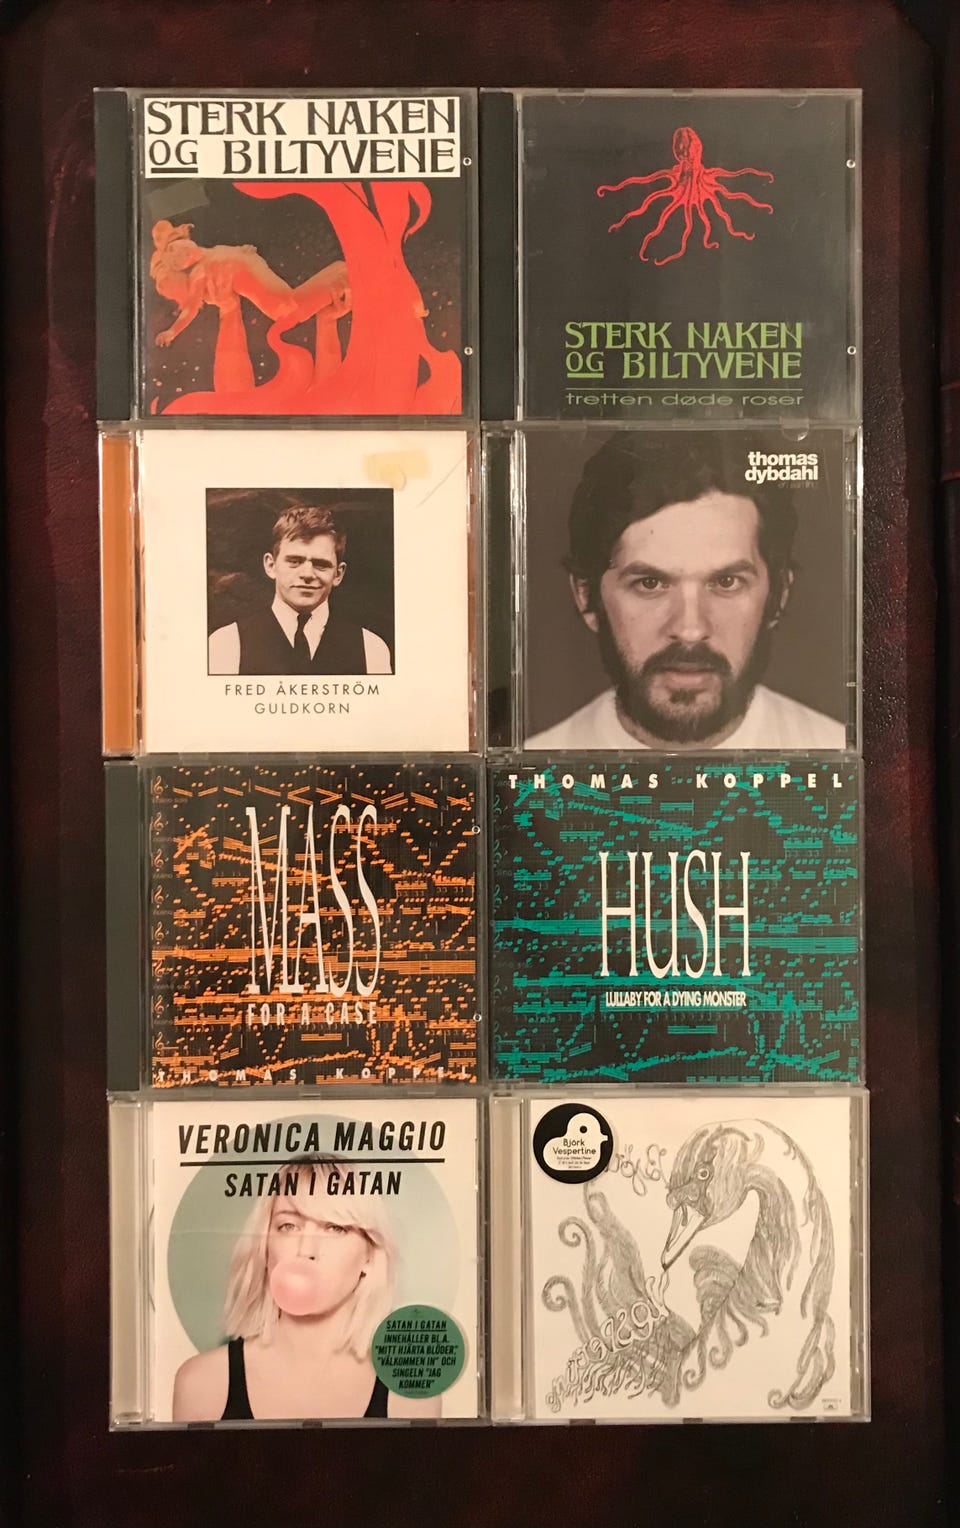 STERK NAKEN
OG BILTYVENE
STERK NAKEN
OG BILTYVENE
tretten døde roser
FRED ÅKERSTRÖM
GULDKORN
thomas
dybdahl
THOMAS KOPPEL
MASS
FOR A CASE
THOMAS KOPPEL
HUSH
LULLABY FOR A DYING MONSTER
VERONICA MAGGIO
SATAN I GATAN
SATAN I GATAN
INNEHÅLLER BL.A.
"MITT HJÄRTA BLÖDER,"
"VÄLKOMMEN IN" OCH
SINGELN "JAG
KOMMER"
Björk
Vespertine